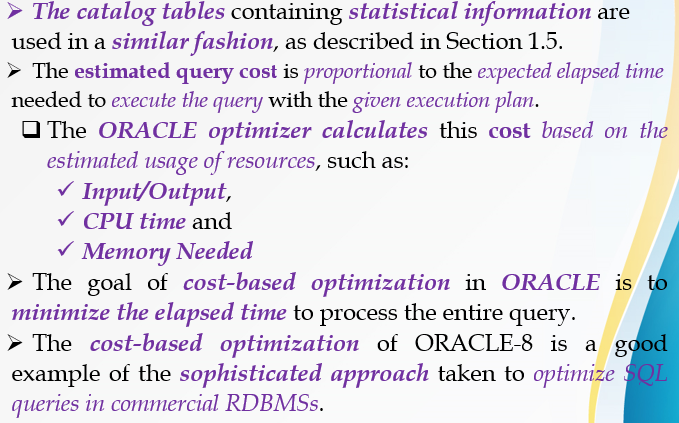 ➢ The catalog tables containing statistical information are
used in a similar fashion, as described in Section 1.5.
➢ The estimated query cost is proportional to the expected elapsed time
needed to execute the query with the given execution plan.
❑ The ORACLE optimizer calculates this cost based on the
estimated usage of resources, such as:
✓ Input/Output,
✓ CPU time and
✓ Memory Needed
➢ The goal of cost-based optimization in ORACLE is to
minimize the elapsed time to process the entire query.
➢ The cost-based optimization of ORACLE-8 is a good
example of the sophisticated approach taken to optimize SQL
queries in commercial RDBMSs.